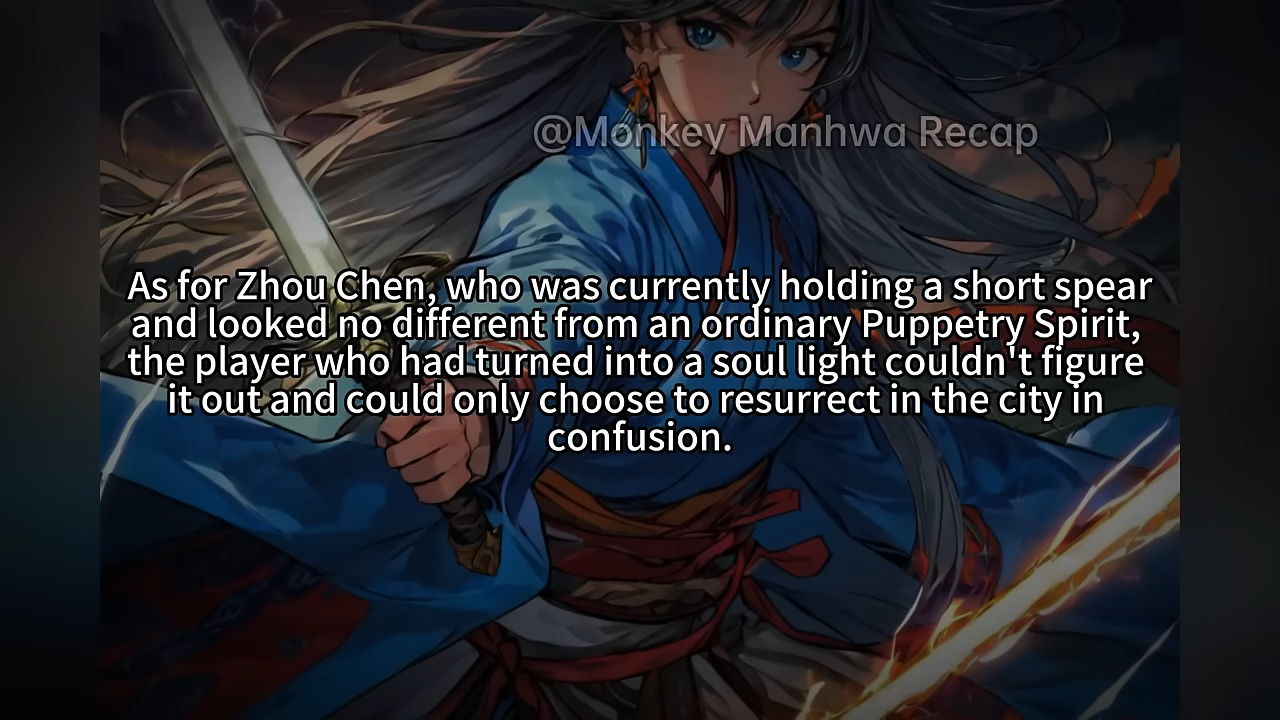 @Monkey Manhwa Recap
As for Zhou Chen, who was currently holding a short spear
and looked no different from an ordinary Puppetry Spirit,
the player who had turned into a soul light couldn't figure
it out and could only choose to resurrect in the city in
confusion.